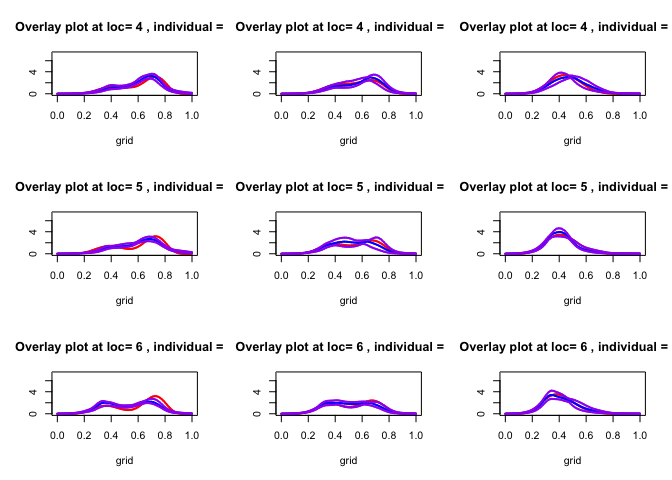 Overlay plot at loc= 4 , individual = Overlay plot at loc= 4 , individual = Overlay plot at loc= 4 , individual =
4 4 4
0 0 0
0.0 0.2 0.4 0.6 0.8 1.0 0.0 0.2 0.4 0.6 0.8 1.0 0.0 0.2 0.4 0.6 0.8 1.0
grid grid grid
Overlay plot at loc= 5 , individual = Overlay plot at loc= 5 , individual = Overlay plot at loc= 5 , individual =
4 4 4
0 0 0
0.0 0.2 0.4 0.6 0.8 1.0 0.0 0.2 0.4 0.6 0.8 1.0 0.0 0.2 0.4 0.6 0.8 1.0
grid grid grid
Overlay plot at loc= 6 , individual = Overlay plot at loc= 6 , individual = Overlay plot at loc= 6 , individual =
4 4 4
0 0 0
0.0 0.2 0.4 0.6 0.8 1.0 0.0 0.2 0.4 0.6 0.8 1.0 0.0 0.2 0.4 0.6 0.8 1.0
grid grid grid